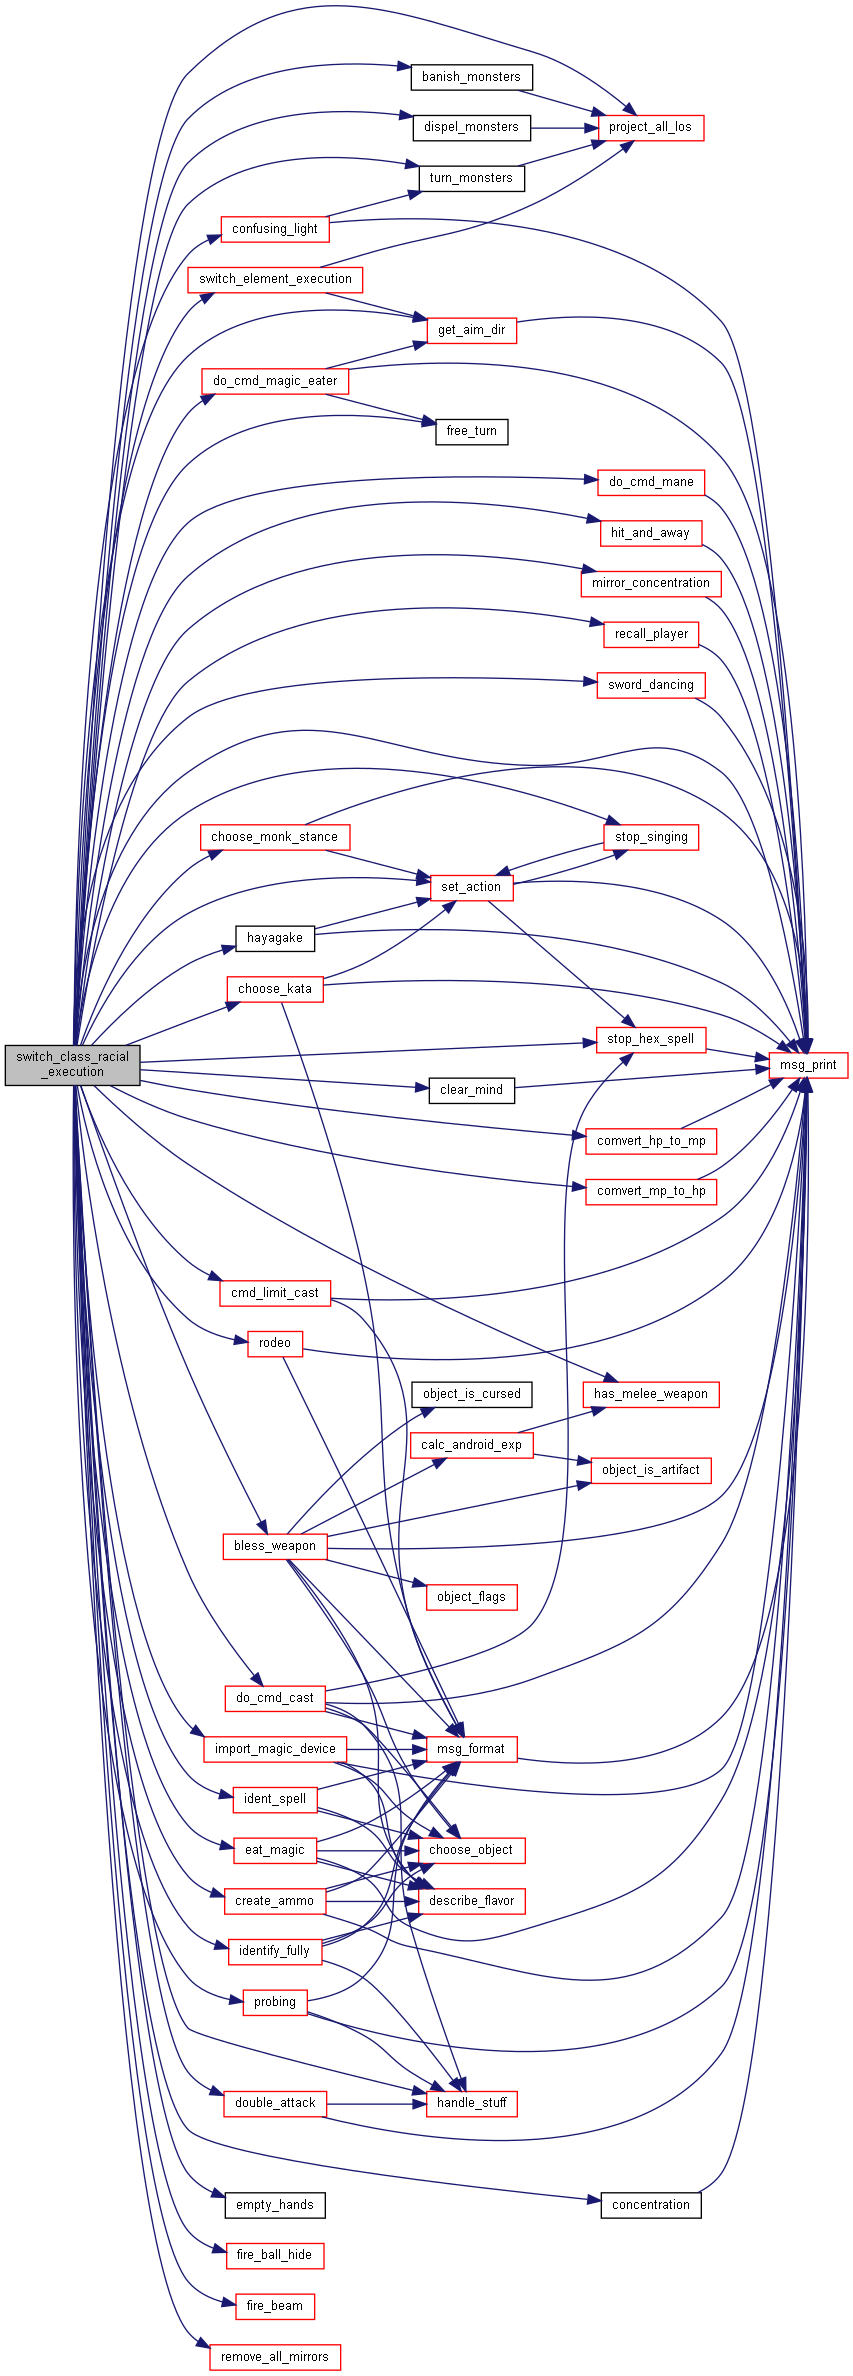 banish_monsters
dispel_monsters
project_all_los
turn_monsters
confusing_light
switch_element_execution
get_aim_dir
do_cmd_magic_eater
free_turn
do_cmd_mane
hit_and_away
mirror_concentration
recall_player
sword_dancing
choose_monk_stance
stop_singing
set_action
hayagake
choose_kata
switch_class_racial
_execution
stop_hex_spell
msg_print
clear_mind
comvert_hp_to_mp
comvert_mp_to_hp
cmd_limit_cast
rodeo
object_is_cursed
has_melee_weapon
calc_android_exp
object_is_artifact
bless_weapon
object_flags
do_cmd_cast
import_magic_device
msg_format
ident_spell
eat_magic
choose_object
create_ammo
describe_flavor
identify_fully
probing
double_attack
handle_stuff
empty_hands
concentration
fire_ball_hide
fire_beam
remove_all_mirrors